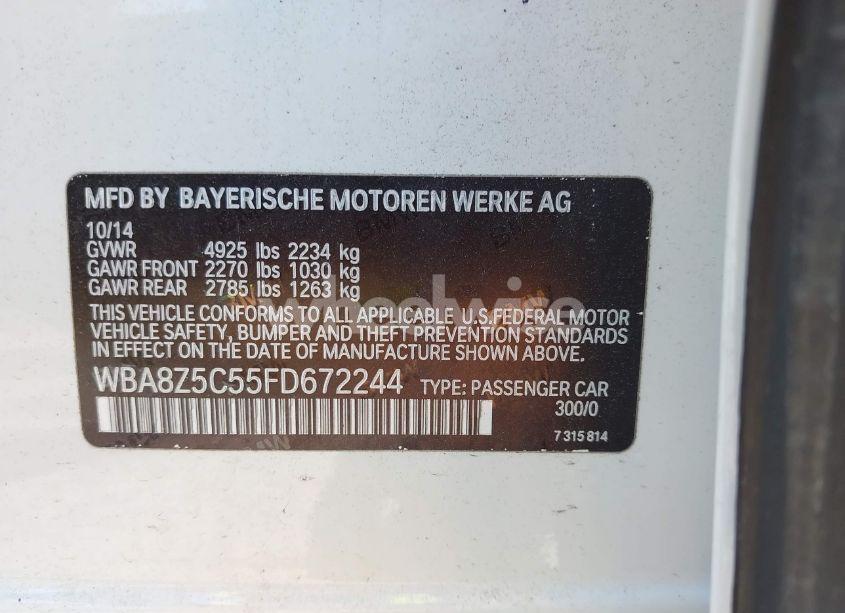 MFD BY BAYERISCHE MOTOREN WERKE AG
10/14
GVWR 4925 lbs 2234 kg
GAWR FRONT 2270 lbs 1030 kg
GAWR REAR 2785 lbs 1263 kg
THIS VEHICLE CONFORMS TO ALL APPLICABLE U.S.FEDERAL MOTOR
VEHICLE SAFETY, BUMPER AND THEFT PREVENTION STANDARDS
IN EFFECT ON THE DATE OF MANUFACTURE SHOWN ABOVE.
WBA8Z5C55FD672244 TYPE: PASSENGER CAR
300/0
7 315 814